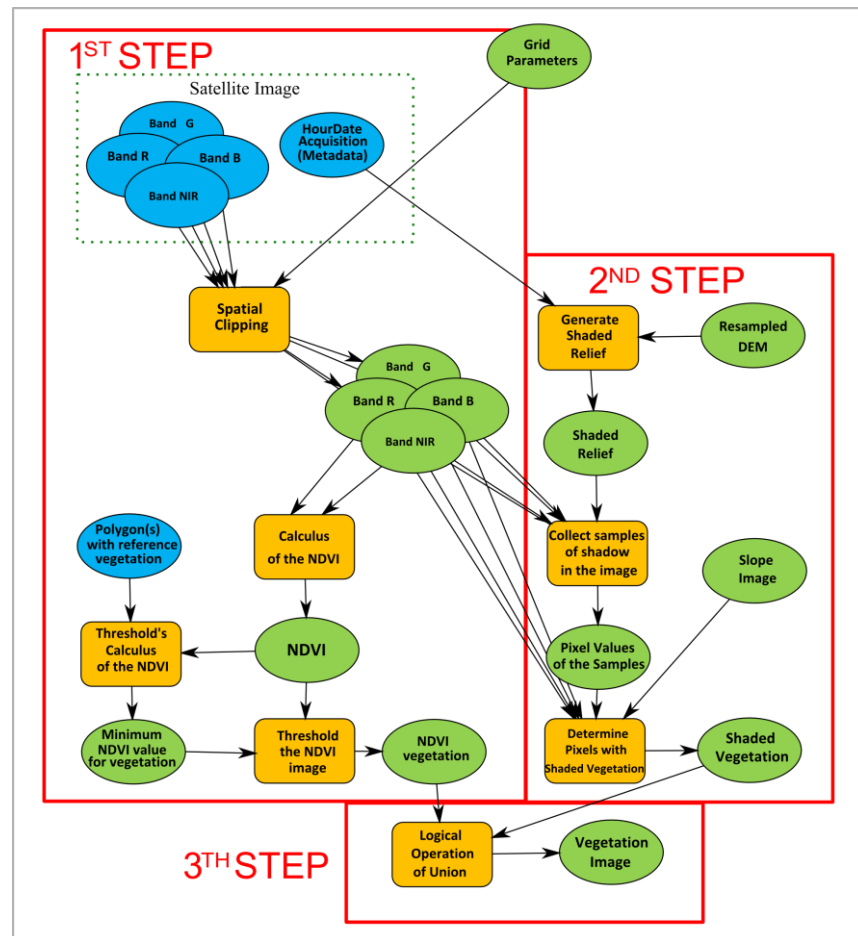 1ST STEP
Grid
Parameters
Satellite Image
Band G
HourDate
Acquisition
(Metadata)
Band R
Band B
Band NIR
2ND STEP
Spatial
Clipping
Generate
Shaded
Relief
Resampled
DEM
Band G
Band R
Band B
Band NIR
Shaded
Relief
Polygon(s)
with reference
vegetation
Calculus
of the NDVI
Collect samples
of shadow
in the image
Slope
Image
Threshold's
Calculus
of the NDVI
NDVI
Pixel Values
of the Samples
Minimum
NDVI value
for vegetation
Threshold
the NDVI
image
NDVI
vegetation
Determine
Pixels with
Shaded Vegetation
Shaded
Vegetation
3TH STEP
Logical
Operation
of Union
Vegetation
Image